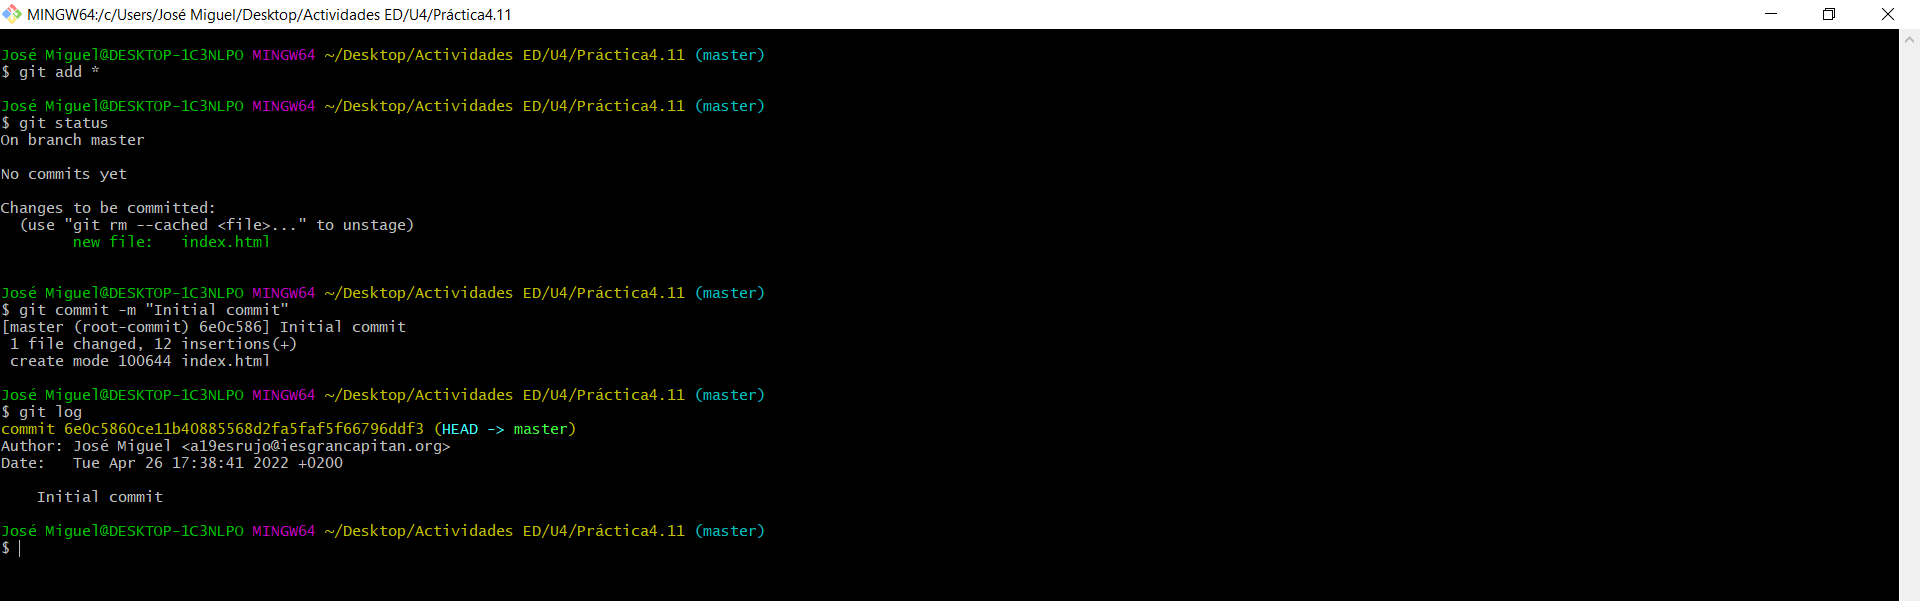 MINGW64:/c/Users/José Miguel/Desktop/Actividades ED/U4/Práctica4.11
José Miguel@DESKTOP-1C3NLPO MINGW64 ~/Desktop/Actividades ED/U4/Práctica4.11 (master)
$ git add *
José Miguel@DESKTOP-1C3NLPO MINGW64 ~/Desktop/Actividades ED/U4/Práctica4.11 (master)
$ git status
On branch master
No commits yet
Changes to be committed:
  (use "git rm --cached <file>..." to unstage)
        new file:   index.html
José Miguel@DESKTOP-1C3NLPO MINGW64 ~/Desktop/Actividades ED/U4/Práctica4.11 (master)
$ git commit -m "Initial commit"
[master (root-commit) 6e0c586] Initial commit
 1 file changed, 12 insertions(+)
 create mode 100644 index.html
José Miguel@DESKTOP-1C3NLPO MINGW64 ~/Desktop/Actividades ED/U4/Práctica4.11 (master)
$ git log
commit 6e0c5860ce11b40885568d2fa5faf5f66796ddf3 (HEAD -> master)
Author: José Miguel <a19esrujo@iesgrancapitan.org>
Date:   Tue Apr 26 17:38:41 2022 +0200
    Initial commit
José Miguel@DESKTOP-1C3NLPO MINGW64 ~/Desktop/Actividades ED/U4/Práctica4.11 (master)
$